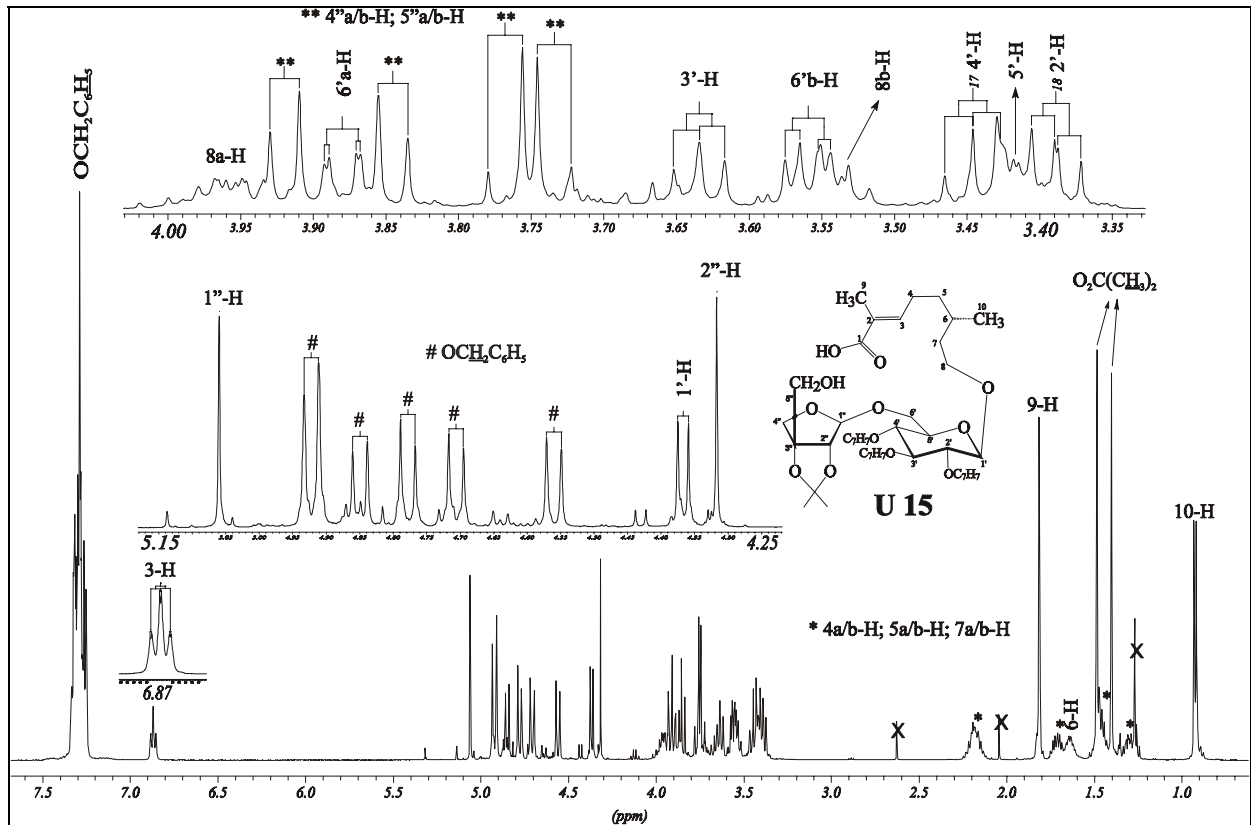 ** 4''a/b-H; 5''a/b-H
**
**
**
**
8a-H
6'a-H
3'-H
6'b-H
8b-H
17 4'-H
5'-H
18 2'-H
4.00 3.95 3.90 3.85 3.80 3.75 3.70 3.65 3.60 3.55 3.50 3.45 3.40 3.35
OCH2C6H5
1''-H
#
#
#
#
#
# OCH2C6H5
1'-H
2''-H
5.15 4.25
3-H
6.87
H3C 9
4
5
2
3
6
10
CH3
1
7
HO
O
8
CH2OH
5''
O
4''
O
1''
O
6'
3''
2''
C7H7O
4'
5'
O
C7H7O
3'
2'
1'
O
O
OC7H7
U 15
O2C(CH3)2
9-H
10-H
* 4a/b-H; 5a/b-H; 7a/b-H
X
*
X
*
6-H
*
*
X
7.5 7.0 6.5 6.0 5.5 5.0 4.5 4.0 3.5 3.0 2.5 2.0 1.5 1.0
(ppm)